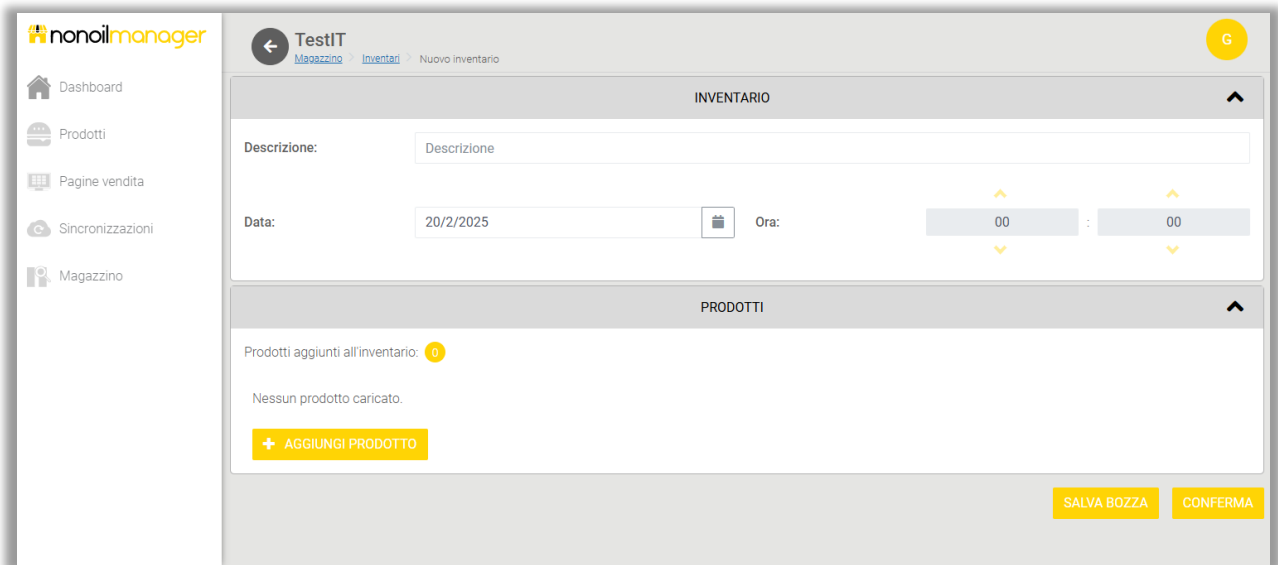 nonoilmanager
Dashboard
Prodotti
Pagine vendita
Sincronizzazioni
Magazzino
TestIT
Magazzino > Inventari > Nuovo inventario
G
INVENTARIO
Descrizione: Descrizione
Data: 20/2/2025 Ora: 00 : 00
PRODOTTI
Prodotti aggiunti all'inventario: 0
Nessun prodotto caricato.
+ AGGIUNGI PRODOTTO
SALVA BOZZA CONFERMA